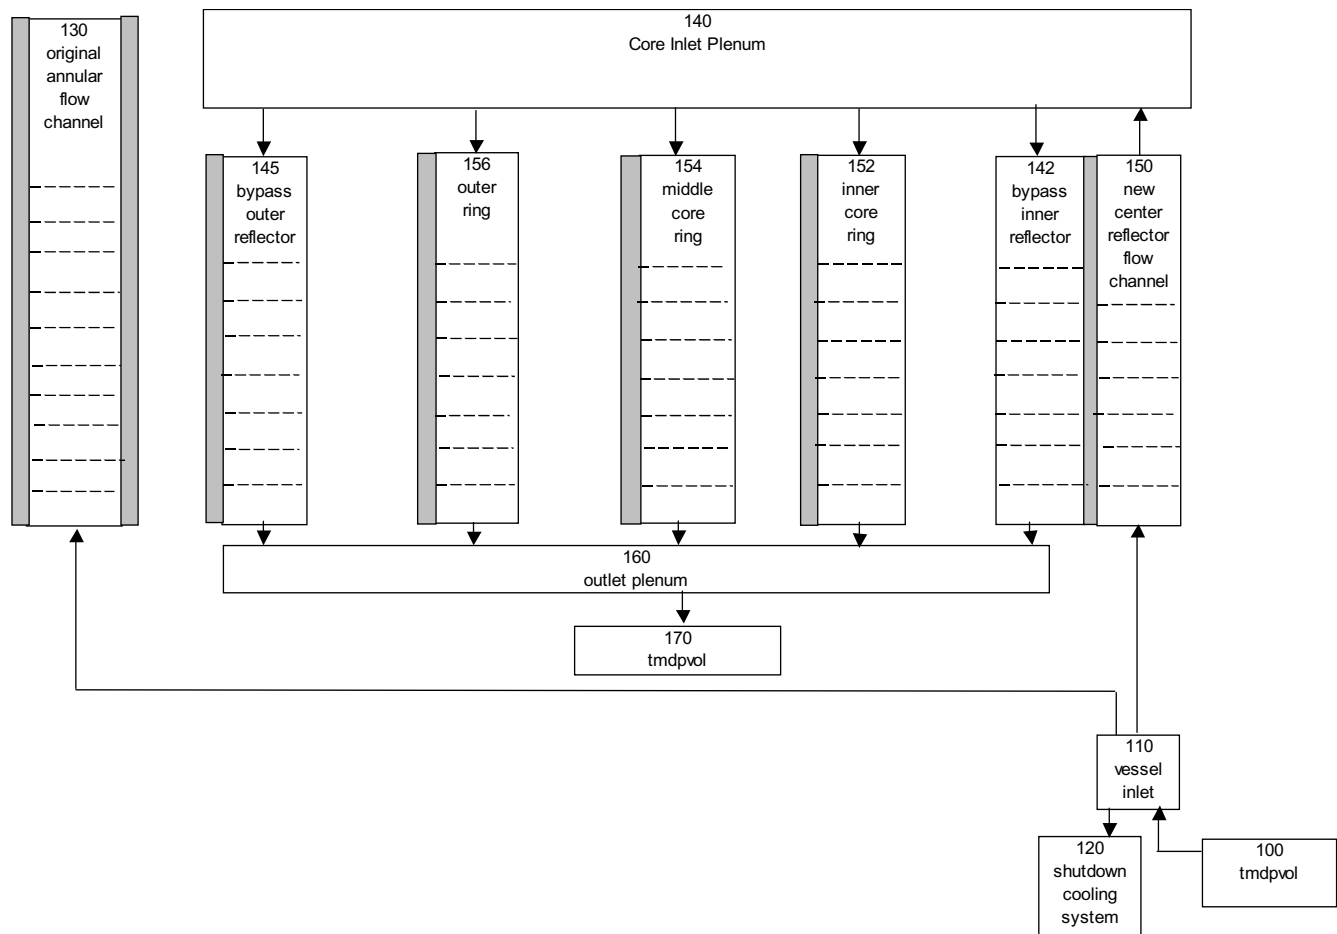 130
original
annular
flow
channel
140
Core Inlet Plenum
145
bypass
outer
reflector
156
outer
ring
154
middle
core
ring
152
inner
core
ring
142
bypass
inner
reflector
150
new
center
reflector
flow
channel
160
outlet plenum
170
tmdpvol
110
vessel
inlet
120
shutdown
cooling
system
100
tmdpvol